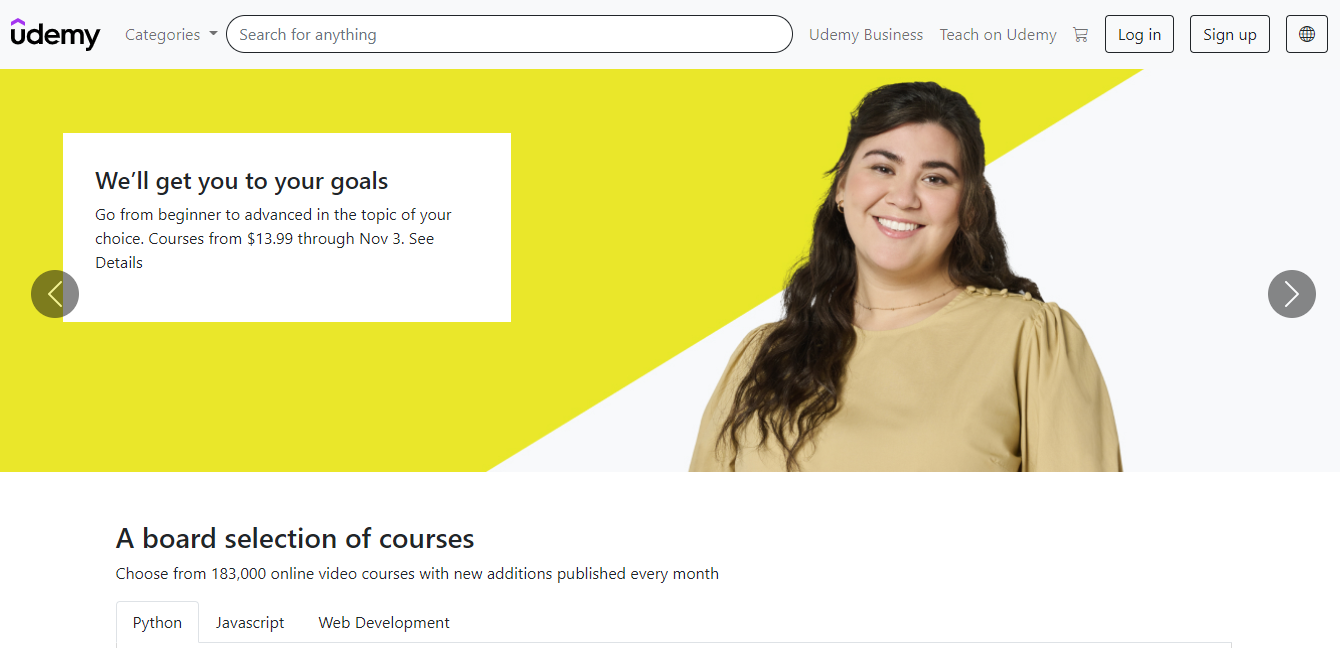 udemy
Categories
Search for anything
Udemy Business
Teach on Udemy
Log in
Sign up
We’ll get you to your goals
Go from beginner to advanced in the topic of your
choice. Courses from $13.99 through Nov 3. See
Details
A board selection of courses
Choose from 183,000 online video courses with new additions published every month
Python
Javascript
Web Development